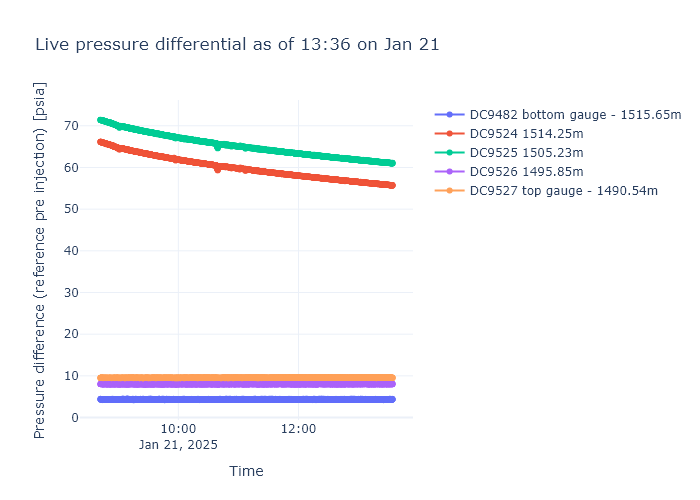 Live pressure differential as of 13:36 on Jan 21
Pressure difference (reference pre injection) [psia]
70
60
50
40
30
20
10
0
10:00
Jan 21, 2025
12:00
Time
DC9482 bottom gauge - 1515.65m
DC9524 1514.25m
DC9525 1505.23m
DC9526 1495.85m
DC9527 top gauge - 1490.54m